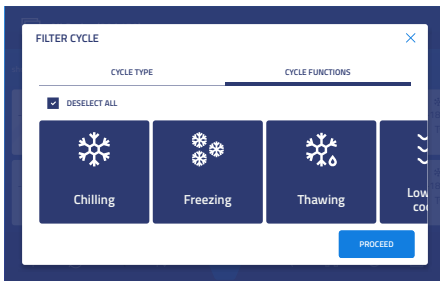 FILTER CYCLE
CYCLE TYPE
CYCLE FUNCTIONS
DESELECT ALL
Chilling
Freezing
Thawing
Low
PROCEED